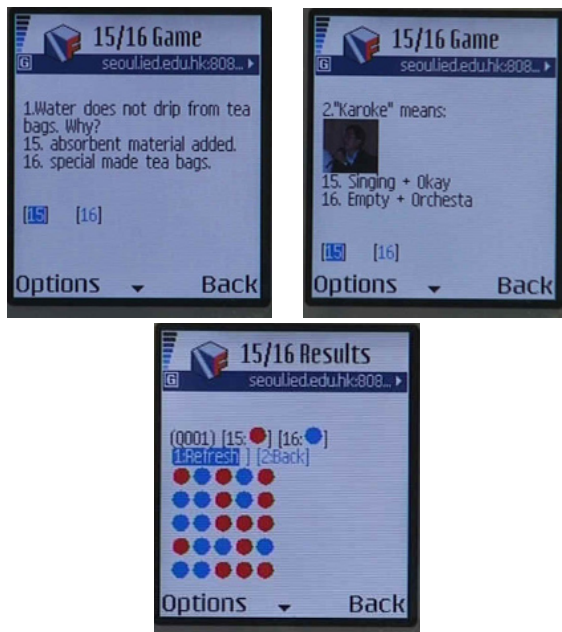 15/16 Game
G seoul.ied.edu.hk:808...
1.Water does not drip from tea
bags. Why?
15. absorbent material added.
16. special made tea bags.
[15] [16]
Options Back
15/16 Game
G seoul.ied.edu.hk:808...
2."Karoke" means:
15. Singing + Okay
16. Empty + Orchesta
[15] [16]
Options Back
15/16 Results
G seoul.ied.edu.hk:808...
(Q001) [15: ] [16: ]
[1:Refresh ] [2:Back]
Options Back